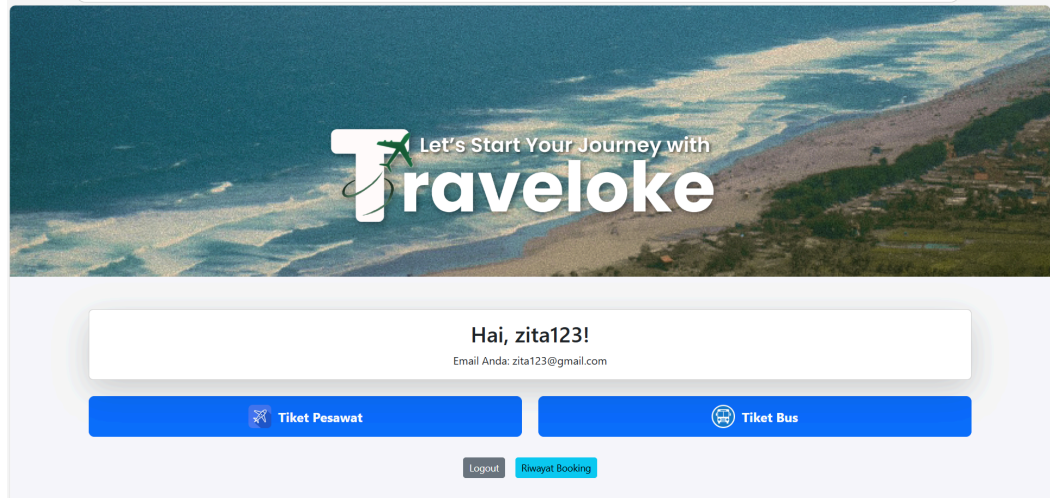 Let's Start Your Journey with
Traveloke
Hai, zita123!
Email Anda: zita123@gmail.com
Tiket Pesawat
Tiket Bus
Logout
Riwayat Booking